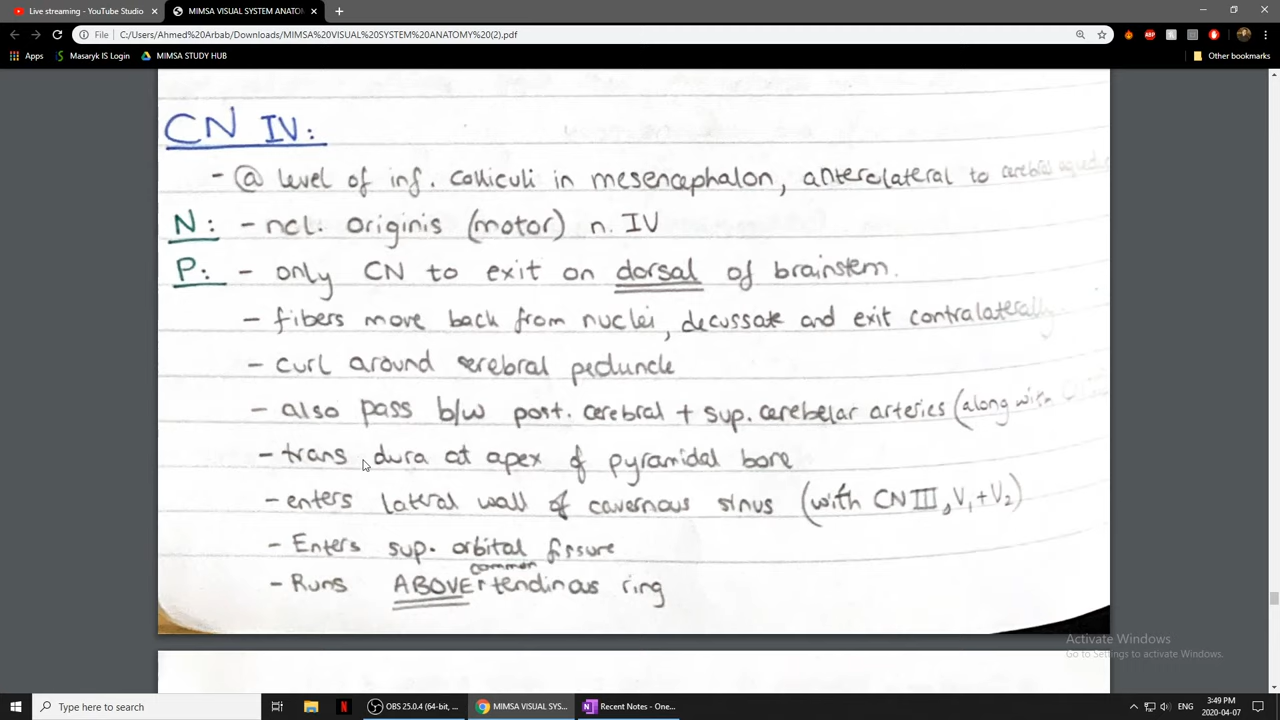 Live streaming - YouTube Studio
MIMSA VISUAL SYSTEM ANATOM
File C:/Users/Ahmed%20Arbab/Downloads/MIMSA%20VISUAL%20SYSTEM%20ANATOMY%20(2).pdf
Apps Masaryk IS Login MIMSA STUDY HUB Other bookmarks
CN IV:
- @ level of inf. colliculi in mesencephalon, anterolateral to cerebral
N: - ncl. originis (motor) n. IV
P: - only CN to exit on dorsal of brainstem.
- fibers move back from nuclei, decussate and exit contralaterally
- curl around cerebral peduncle
- also pass b/w post. cerebral + sup. cerebelar arteries (along with
- trans dura at apex of pyramidal bone
- enters lateral wall of cavernous sinus (with CN III, V1 + V2)
- Enters sup. orbital fissure
common
- Runs ABOVE tendinous ring
Activate Windows
Go to Settings to activate Windows.
Type here to search
OBS 25.0.4 (64-bit, ...
MIMSA VISUAL SYS...
Recent Notes - One...
ENG
3:49 PM
2020-04-07